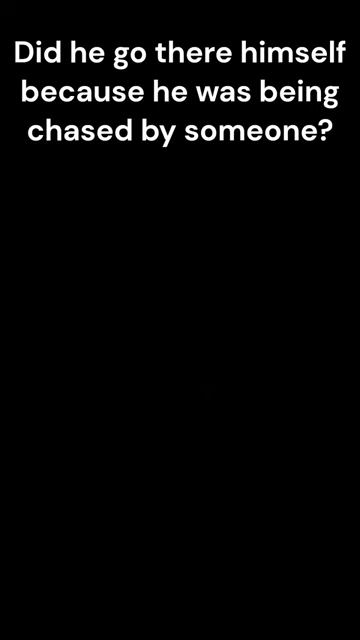 Did he go there himself
because he was being
chased by someone?